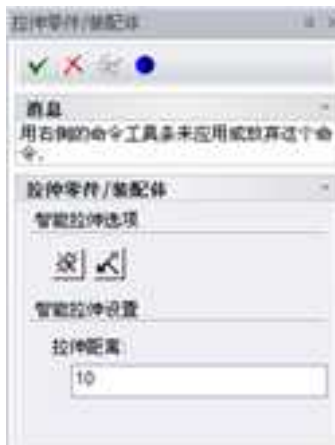 拉伸零件/装配体
消息
用右侧的命令工具条来应用或放弃这个命
令。
拉伸零件/装配体
智能拉伸选项
智能拉伸设置
拉伸距离
10